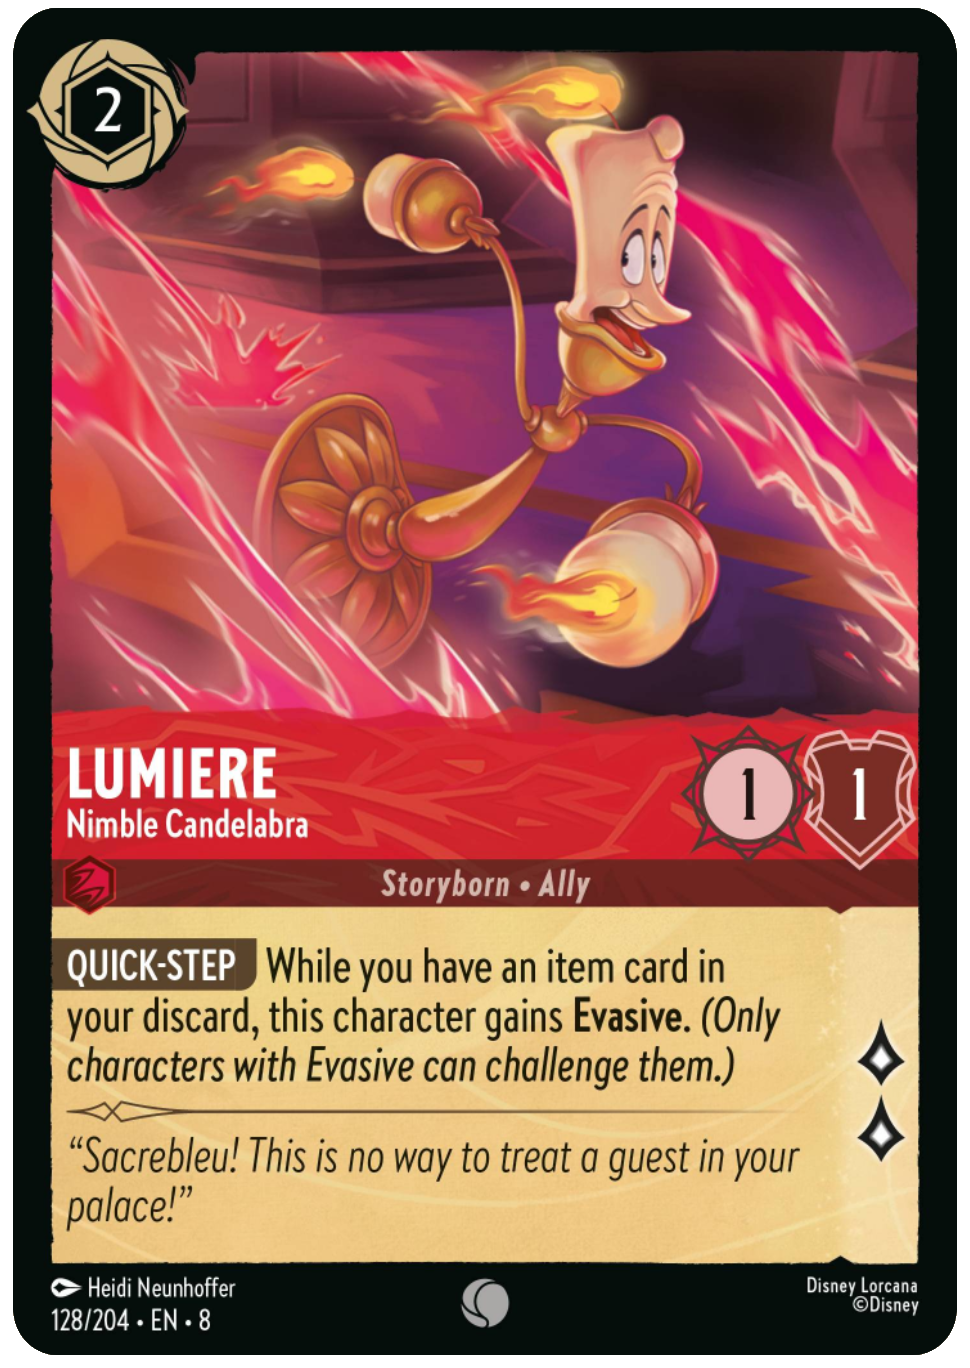 2
LUMIERE
Nimble Candelabra
1 1
Storyborn • Ally
QUICK-STEP While you have an item card in
your discard, this character gains Evasive. (Only
characters with Evasive can challenge them.)
“Sacrebleu! This is no way to treat a guest in your
palace!”
Heidi Neunhoffer
128/204 • EN • 8
Disney Lorcana
©Disney